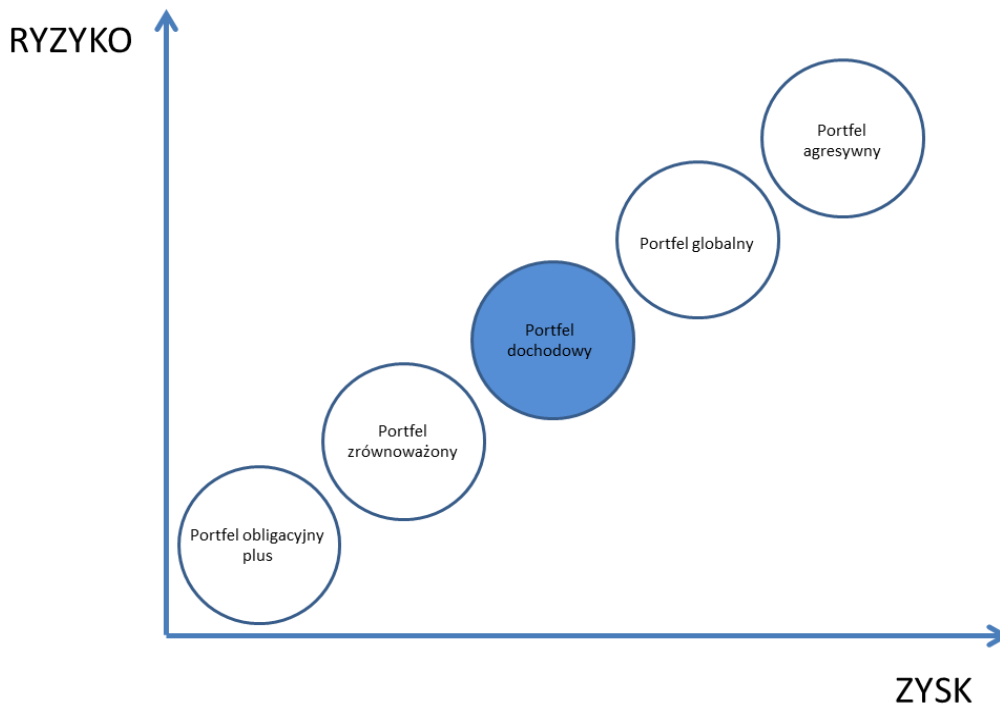 RYZYKO
Portfel
agresywny
Portfel globalny
Portfel
dochodowy
Portfel
zrównoważony
Portfel obligacyjny
plus
ZYSK